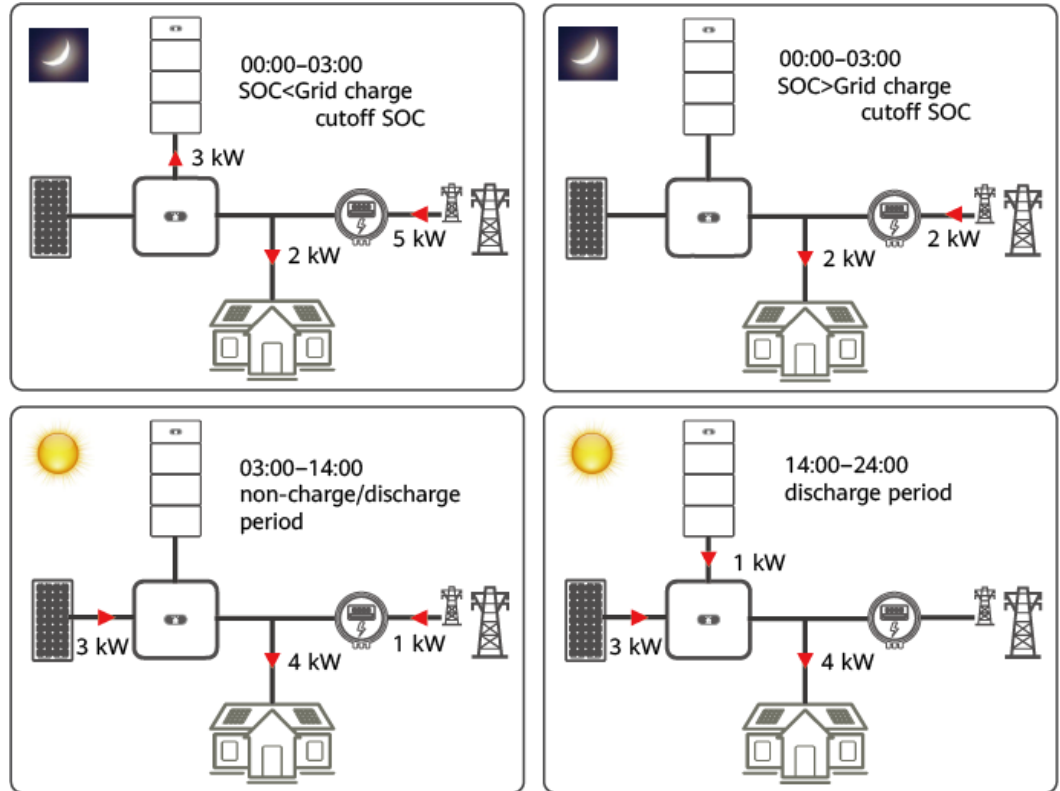 00:00–03:00
SOC<Grid charge
cutoff SOC
3 kW
5 kW
2 kW
00:00–03:00
SOC>Grid charge
cutoff SOC
2 kW
2 kW
03:00–14:00
non-charge/discharge
period
3 kW
1 kW
4 kW
14:00–24:00
discharge period
1 kW
3 kW
4 kW